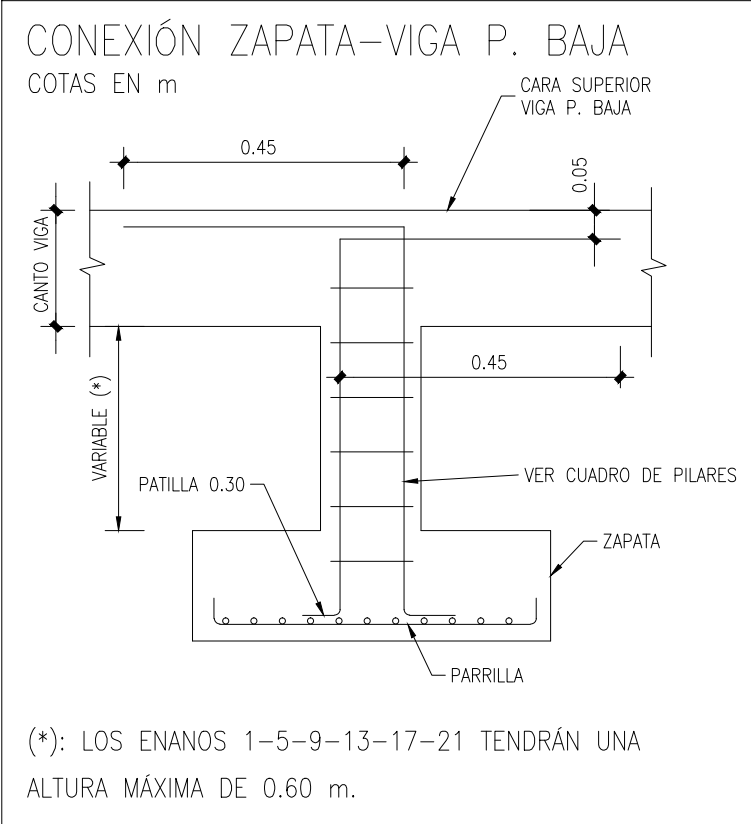 CONEXIÓN ZAPATA-VIGA P. BAJA
COTAS EN m
CARA SUPERIOR
VIGA P. BAJA
0.45
0.05
CANTO VIGA
0.45
VARIABLE (*)
PATILLA 0.30
VER CUADRO DE PILARES
ZAPATA
PARRILLA
(*): LOS ENANOS 1-5-9-13-17-21 TENDRÁN UNA
ALTURA MÁXIMA DE 0.60 m.